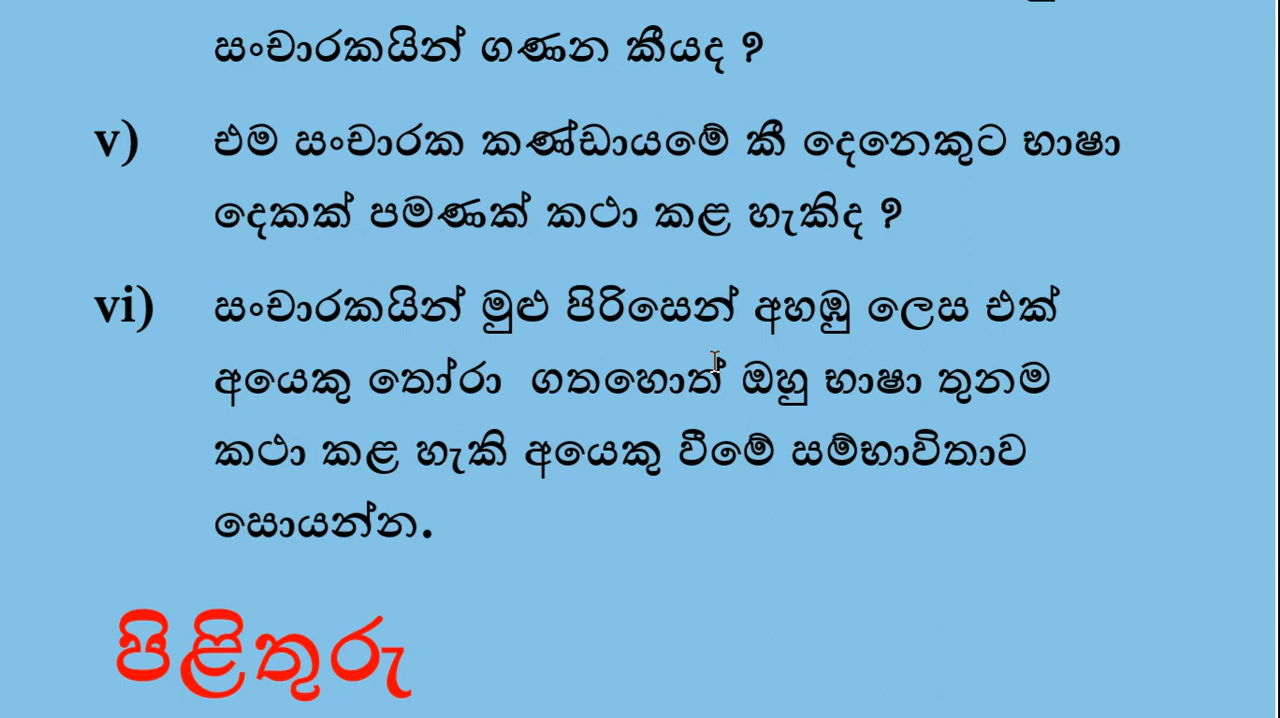 සංචාරකයින් ගණන කීයද ?
v) එම සංචාරක කණ්ඩායමේ කී දෙනෙකුට භාෂා
දෙකක් පමණක් කථා කළ හැකිද ?
vi) සංචාරකයින් මුළු පිරිසෙන් අහඹු ලෙස එක්
අයෙකු තෝරා ගතහොත් ඔහු භාෂා තුනම
කථා කළ හැකි අයෙකු වීමේ සම්භාවිතාව
සොයන්න.
පිළිතුරු